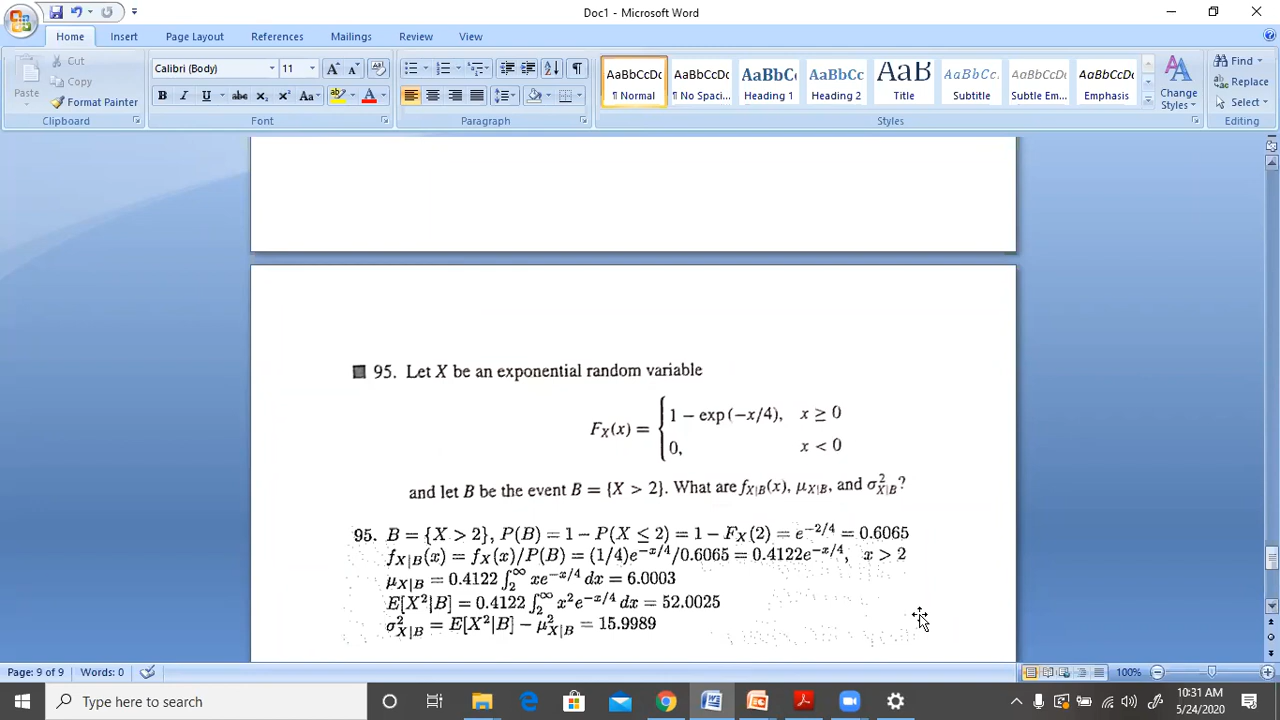 Doc1 - Microsoft Word
Home Insert Page Layout References Mailings Review View
Paste
Cut
Copy
Format Painter
Calibri (Body) 11
AaBbCcDc AaBbCcDc AaBbC AaBbCc AaB AaBbCc. AaBbCcDc AaBbCcDc
¶ Normal ¶ No Spaci... Heading 1 Heading 2 Title Subtitle Subtle Em... Emphasis
Change Styles
Find
Replace
Select
Clipboard Font Paragraph Styles Editing
95. Let X be an exponential random variable
F_X(x) = { 1 − exp (−x/4), x ≥ 0
0, x < 0
and let B be the event B = {X > 2}. What are f_{X|B}(x), μ_{X|B}, and σ²_{X|B}?
95. B = {X > 2}, P(B) = 1 − P(X ≤ 2) = 1 − F_X(2) = e^{−2/4} = 0.6065
f_{X|B}(x) = f_X(x)/P(B) = (1/4)e^{−x/4}/0.6065 = 0.4122e^{−x/4}, x > 2
μ_{X|B} = 0.4122 ∫_2^∞ xe^{−x/4} dx = 6.0003
E[X²|B] = 0.4122 ∫_2^∞ x²e^{−x/4} dx = 52.0025
σ²_{X|B} = E[X²|B] − μ²_{X|B} = 15.9989
Page: 9 of 9 Words: 0 100%
Type here to search
10:31 AM
5/24/2020